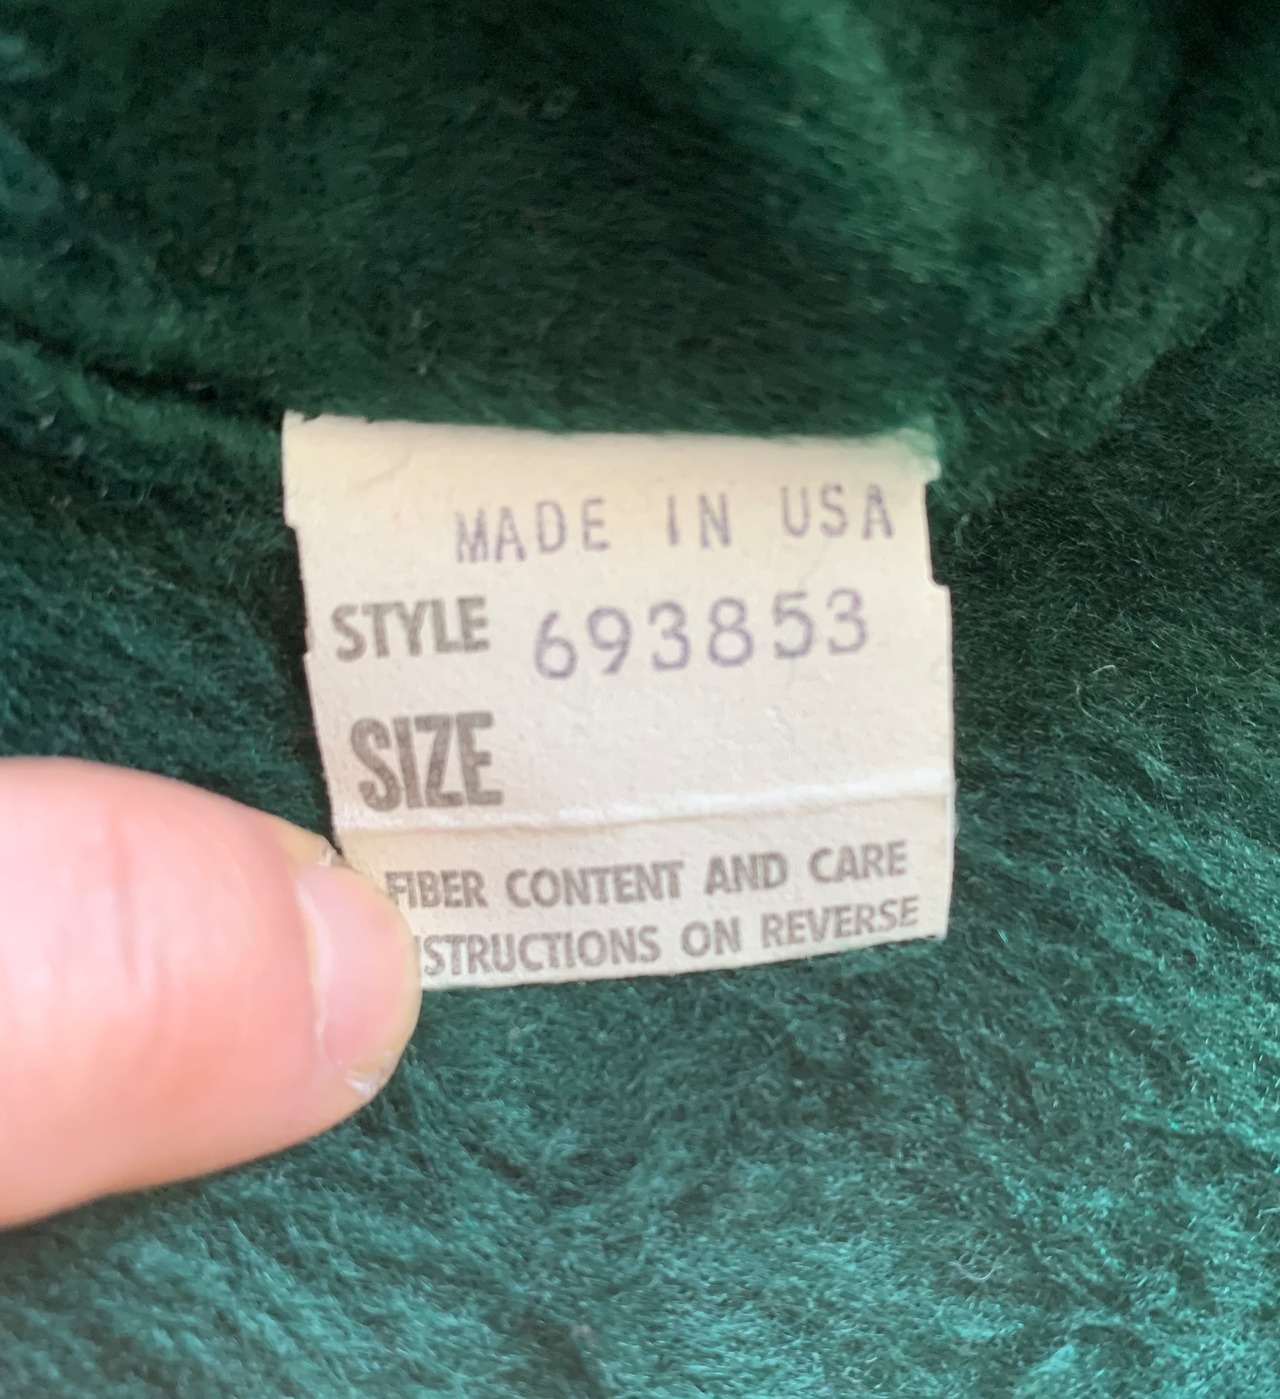 MADE IN USA
STYLE 693853
SIZE
FIBER CONTENT AND CARE
STRUCTIONS ON REVERSE